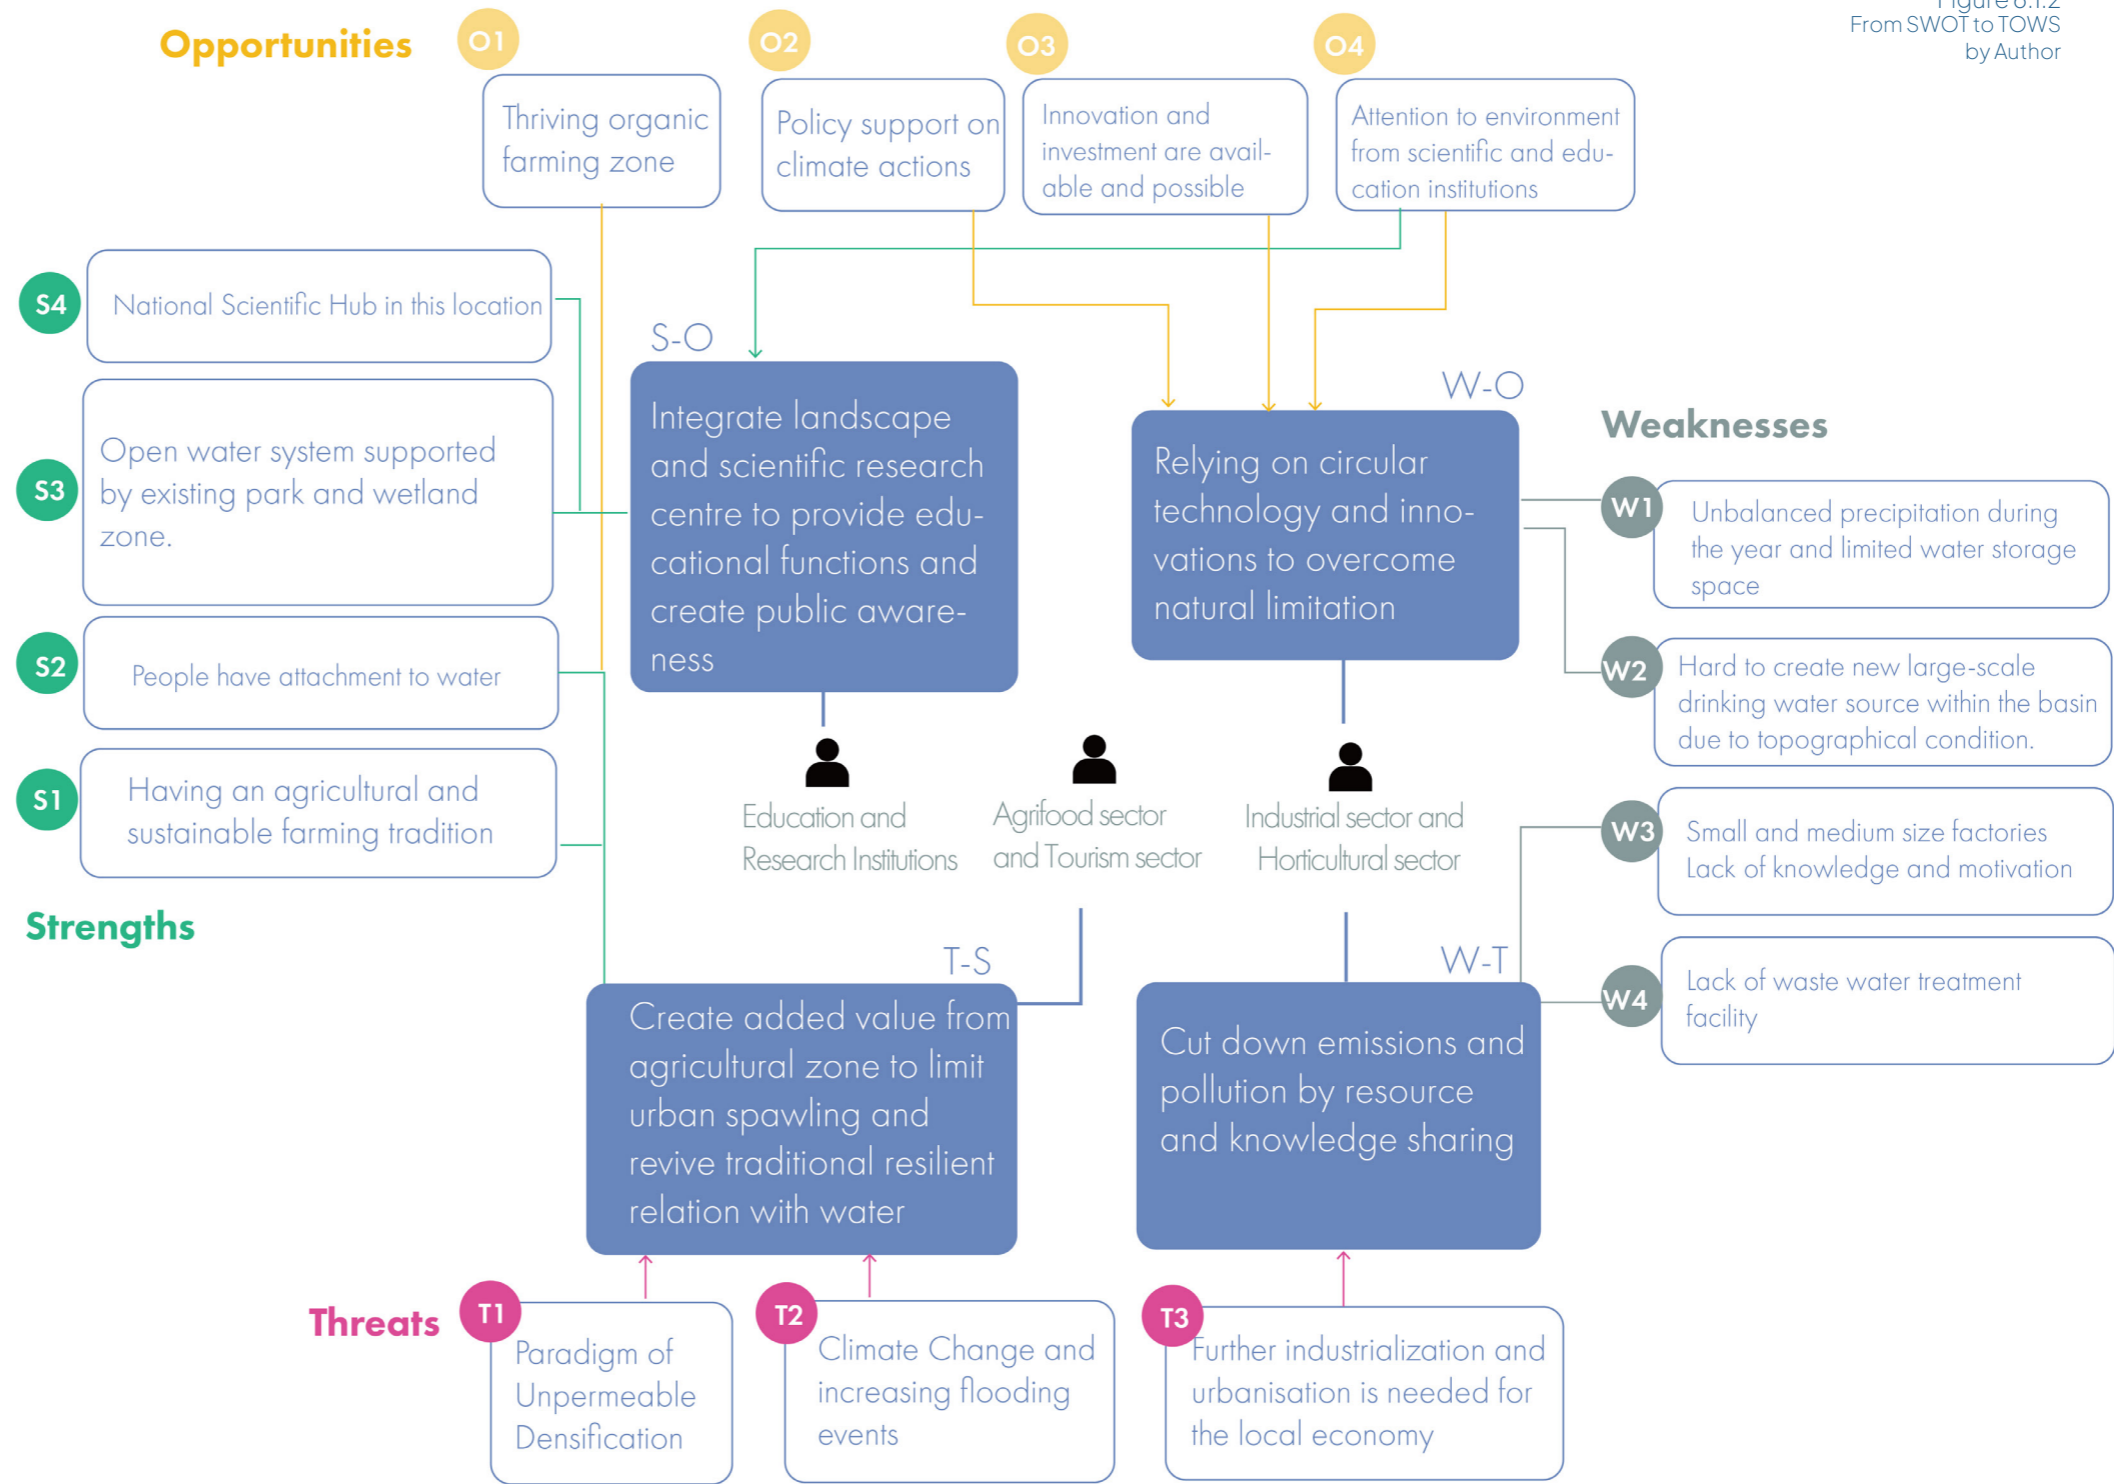 Figure 6.1.2
From SWOT to TOWS
by Author
Opportunities
O1
O2
O3
O4
Thriving organic
farming zone
Policy support on
climate actions
Innovation and
investment are avail-
able and possible
Attention to environment
from scientific and edu-
cation institutions
S4
National Scientific Hub in this location
S3
Open water system supported
by existing park and wetland
zone.
S2
People have attachment to water
S1
Having an agricultural and
sustainable farming tradition
Strengths
S-O
Integrate landscape
and scientific research
centre to provide edu-
cational functions and
create public aware-
ness
W-O
Relying on circular
technology and inno-
vations to overcome
natural limitation
Weaknesses
W1
Unbalanced precipitation during
the year and limited water storage
space
W2
Hard to create new large-scale
drinking water source within the basin
due to topographical condition.
W3
Small and medium size factories
Lack of knowledge and motivation
W4
Lack of waste water treatment
facility
Education and
Research Institutions
Agrifood sector
and Tourism sector
Industrial sector and
Horticultural sector
T-S
Create added value from
agricultural zone to limit
urban spawling and
revive traditional resilient
relation with water
W-T
Cut down emissions and
pollution by resource
and knowledge sharing
Threats
T1
Paradigm of
Unpermeable
Densification
T2
Climate Change and
increasing flooding
events
T3
Further industrialization and
urbanisation is needed for
the local economy